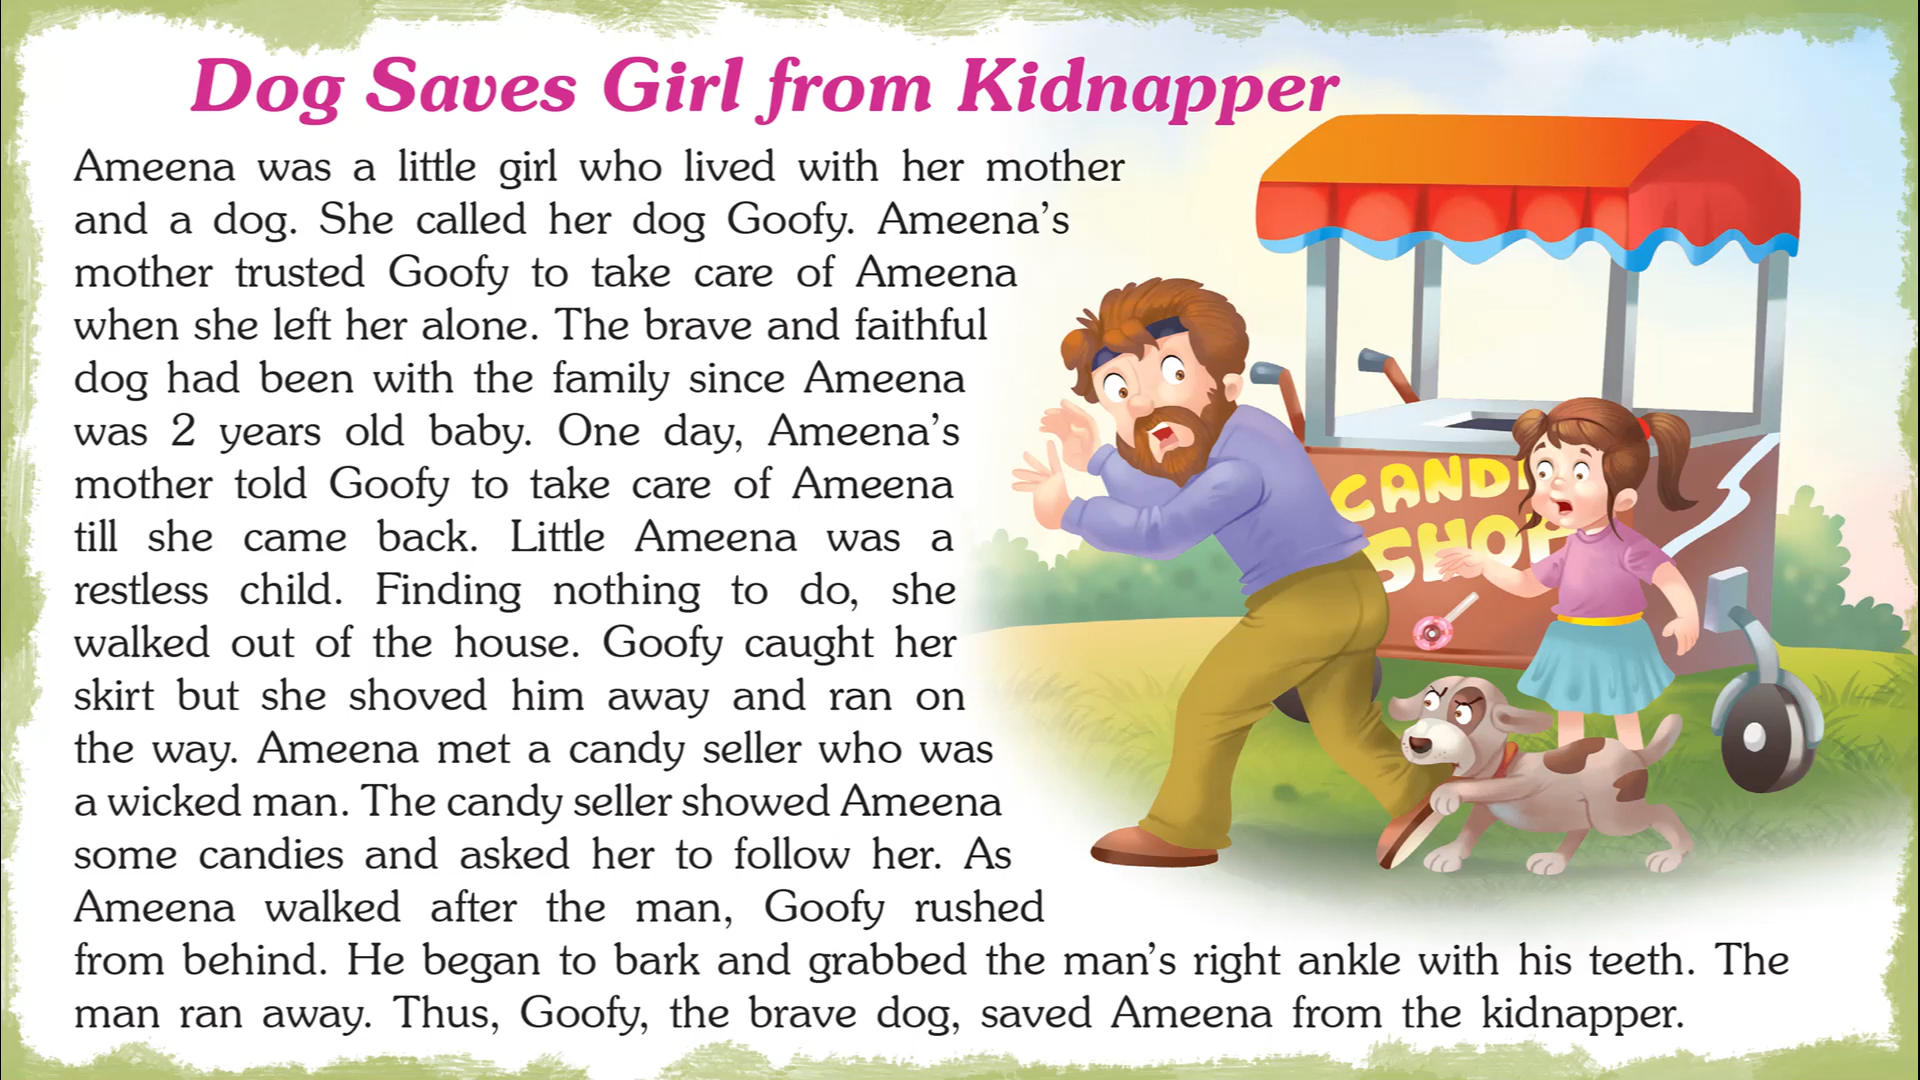 Dog Saves Girl from Kidnapper
Ameena was a little girl who lived with her mother
and a dog. She called her dog Goofy. Ameena’s
mother trusted Goofy to take care of Ameena
when she left her alone. The brave and faithful
dog had been with the family since Ameena
was 2 years old baby. One day, Ameena’s
mother told Goofy to take care of Ameena
till she came back. Little Ameena was a
restless child. Finding nothing to do, she
walked out of the house. Goofy caught her
skirt but she shoved him away and ran on
the way. Ameena met a candy seller who was
a wicked man. The candy seller showed Ameena
some candies and asked her to follow her. As
Ameena walked after the man, Goofy rushed
from behind. He began to bark and grabbed the man’s right ankle with his teeth. The
man ran away. Thus, Goofy, the brave dog, saved Ameena from the kidnapper.
CANDI
SHOP